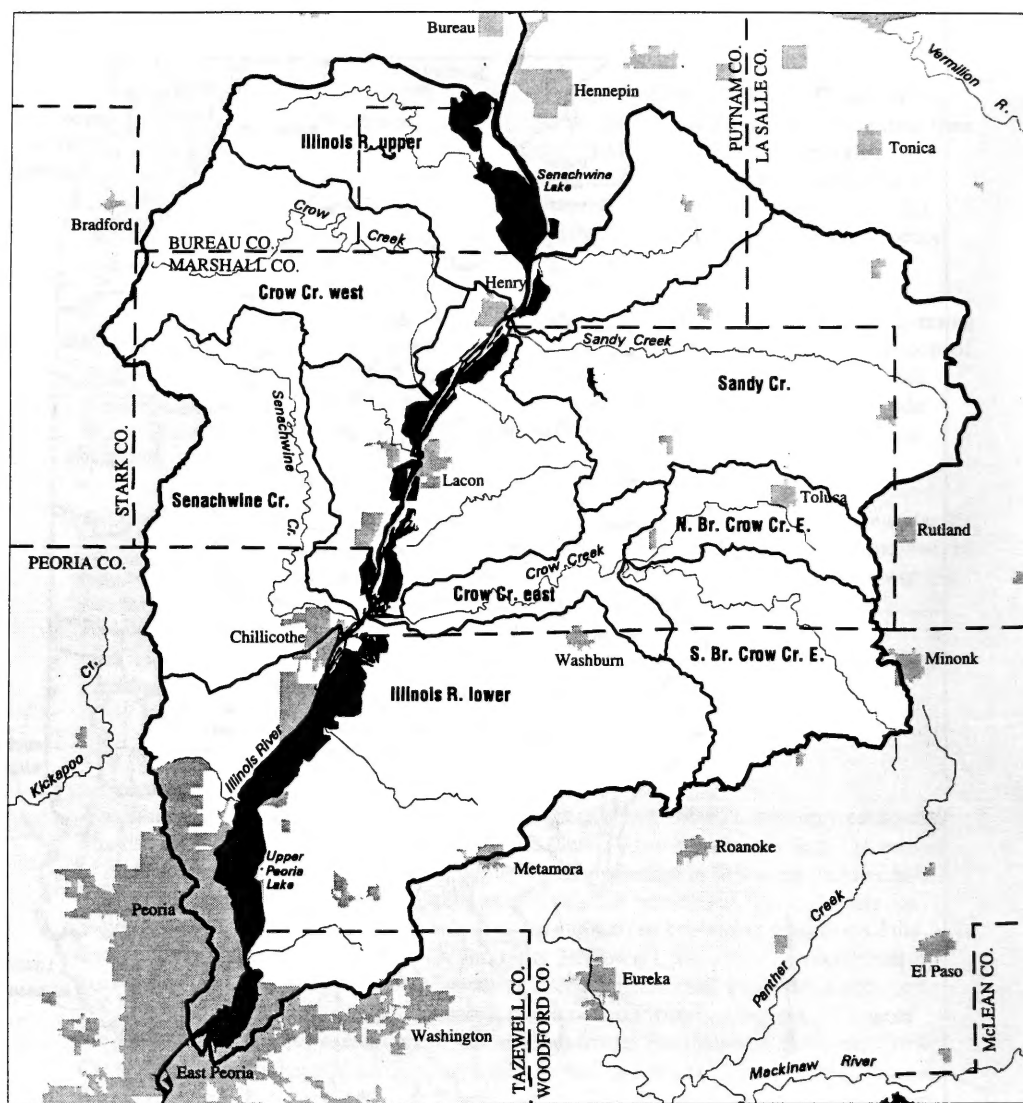 Bureau
Hennepin
PUTNAM CO.
LA SALLE CO.
Vermilion
R.
Tonica
Illinois R. upper
Senachwine
Lake
Bradford
Crow
Creek
BUREAU CO.
MARSHALL CO.
Henry
Crow Cr. west
Sandy Creek
Sandy Cr.
Senachwine
Cr.
STARK CO.
Lacon
Senachwine Cr.
Toluca
N. Br. Crow Cr. E.
Rutland
PEORIA CO.
Crow Creek
Crow Cr. east
Chillicothe
Washburn
S. Br. Crow Cr. E.
Minonk
Kickapoo
Cr.
Illinois R. lower
Illinois River
Upper
Peoria
Lake
Metamora
Roanoke
Peoria
Panther
Creek
El Paso
Eureka
McLEAN CO.
Washington
TAZEWELL CO.
WOODFORD CO.
East Peoria
Mackinaw River